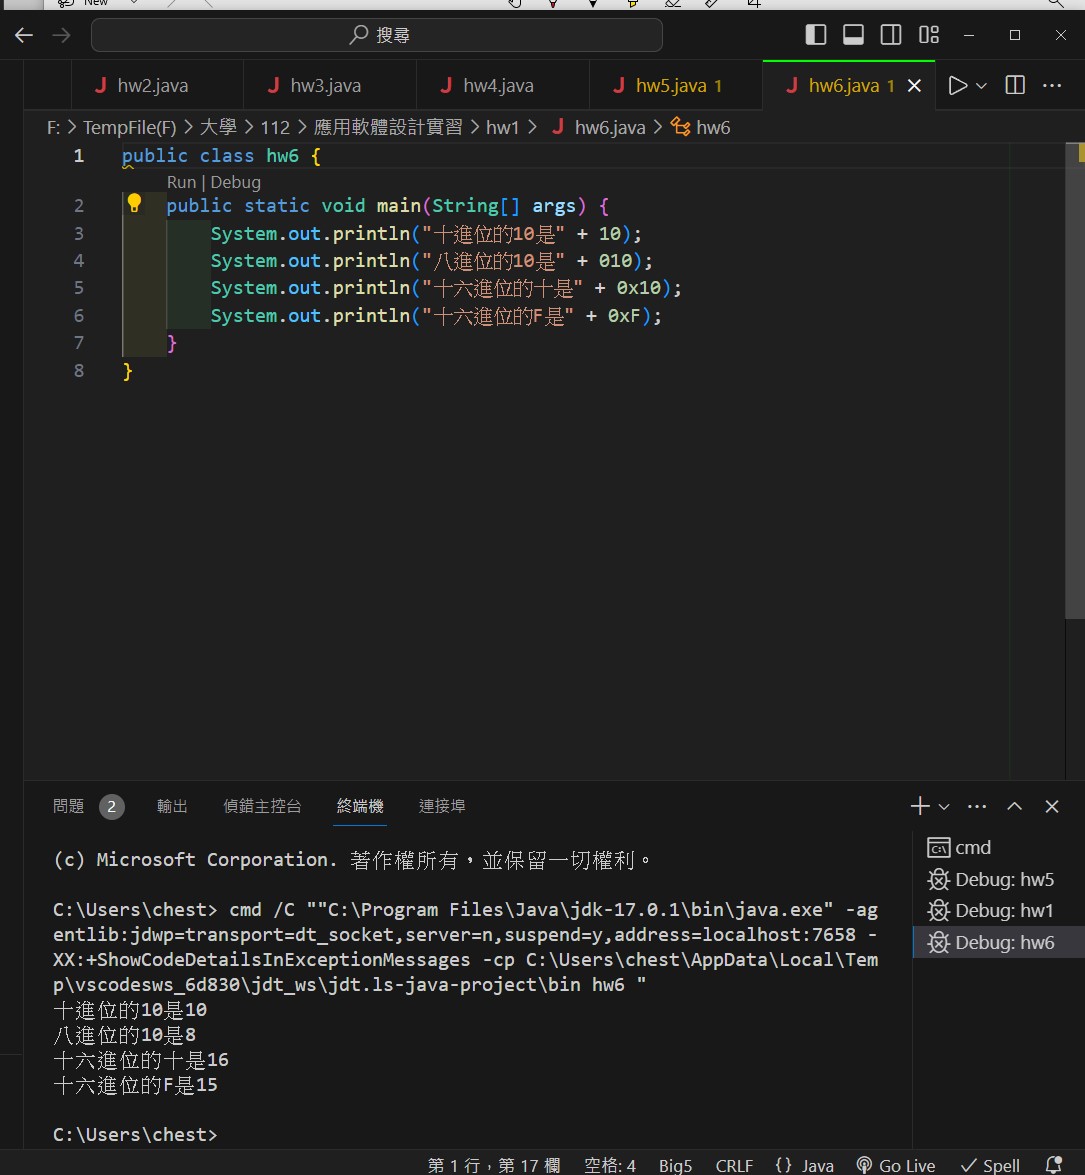 New
搜尋
hw2.java hw3.java hw4.java hw5.java 1 hw6.java 1
F: > TempFile(F) > 大學 > 112 > 應用軟體設計實習 > hw1 > hw6.java > hw6
1 public class hw6 {
Run | Debug
2 public static void main(String[] args) {
3 System.out.println("十進位的10是" + 10);
4 System.out.println("八進位的10是" + 010);
5 System.out.println("十六進位的十是" + 0x10);
6 System.out.println("十六進位的F是" + 0xF);
7 }
8 }
問題 2 輸出 偵錯主控台 終端機 連接埠
(c) Microsoft Corporation. 著作權所有，並保留一切權利。
C:\Users\chest> cmd /C ""C:\Program Files\Java\jdk-17.0.1\bin\java.exe" -ag
entlib:jdwp=transport=dt_socket,server=n,suspend=y,address=localhost:7658 -
XX:+ShowCodeDetailsInExceptionMessages -cp C:\Users\chest\AppData\Local\Tem
p\vscodesws_6d830\jdt_ws\jdt.ls-java-project\bin hw6 "
十進位的10是10
八進位的10是8
十六進位的十是16
十六進位的F是15
C:\Users\chest>
cmd
Debug: hw5
Debug: hw1
Debug: hw6
第 1 行，第 17 欄 空格: 4 Big5 CRLF {} Java Go Live Spell